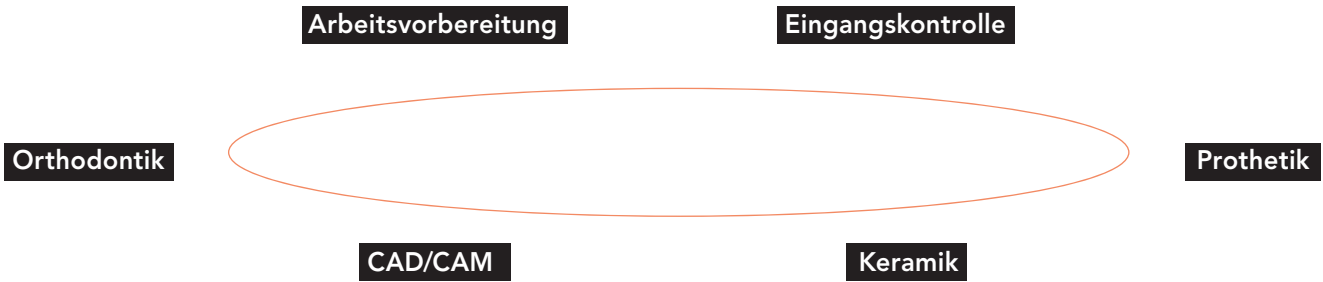 Arbeitsvorbereitung
Eingangskontrolle
Orthodontik
Prothetik
CAD/CAM
Keramik